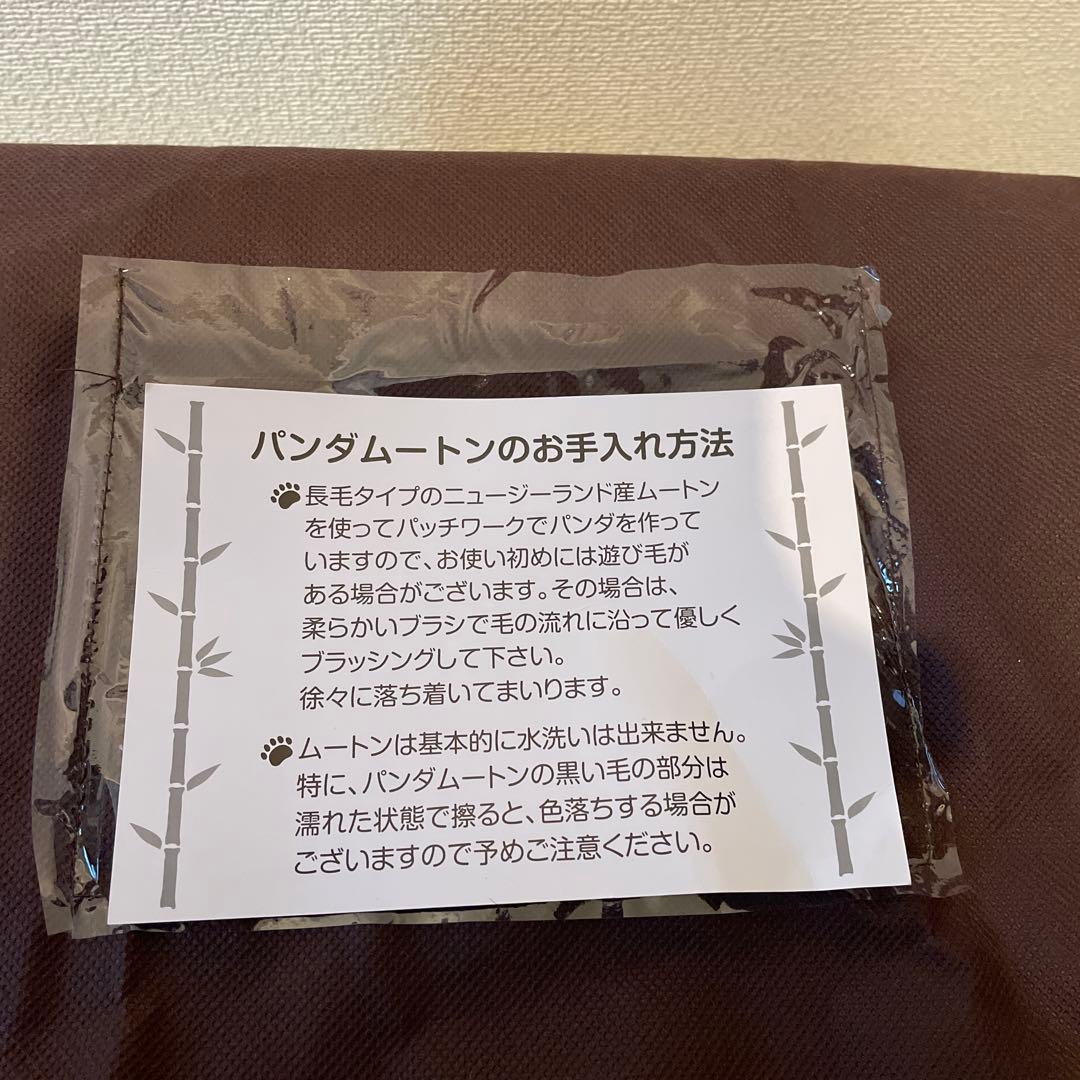 パンダムートンのお手入れ方法
長毛タイプのニュージーランド産ムートン
を使ってパッチワークでパンダを作って
いますので、お使い初めには遊び毛が
ある場合がございます。その場合は、
柔らかいブラシで毛の流れに沿って優しく
ブラッシングして下さい。
徐々に落ち着いてまいります。
ムートンは基本的に水洗いは出来ません。
特に、パンダムートンの黒い毛の部分は
濡れた状態で擦ると、色落ちする場合が
ございますので予めご注意ください。